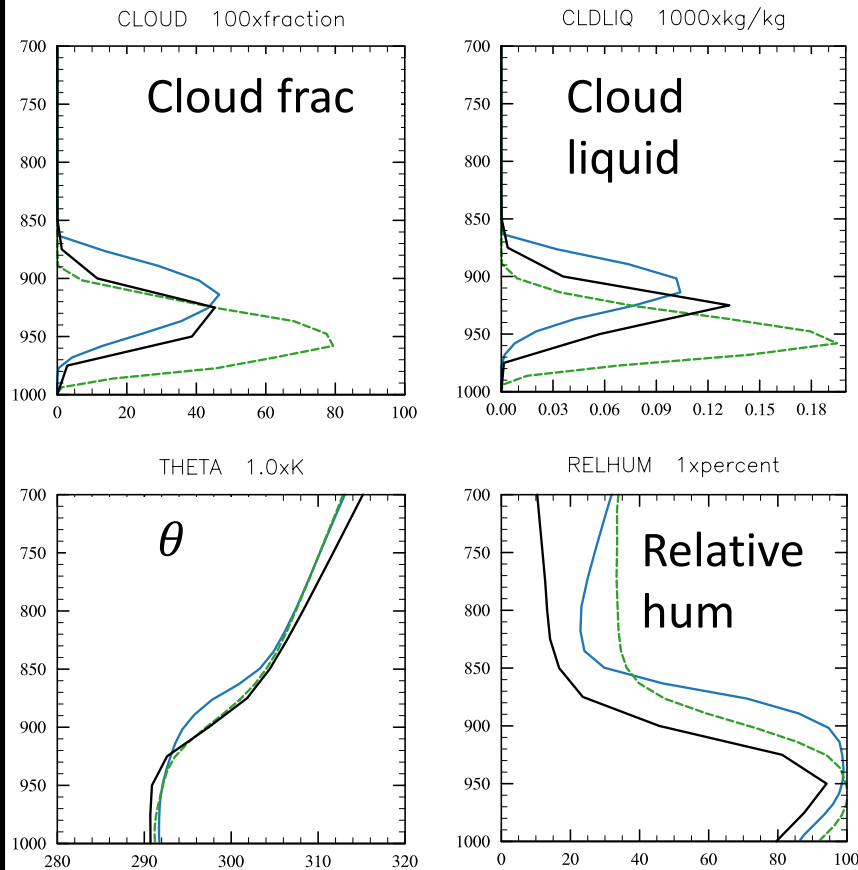 CLOUD 100xfraction
Cloud frac
700
750
800
850
900
950
1000
0 20 40 60 80 100
CLDLIQ 1000xkg/kg
Cloud
liquid
700
750
800
850
900
950
1000
0.00 0.03 0.06 0.09 0.12 0.15 0.18
THETA 1.0xK
θ
700
750
800
850
900
950
1000
280 290 300 310 320
RELHUM 1xpercent
Relative
hum
700
750
800
850
900
950
1000
0 20 40 60 80 100